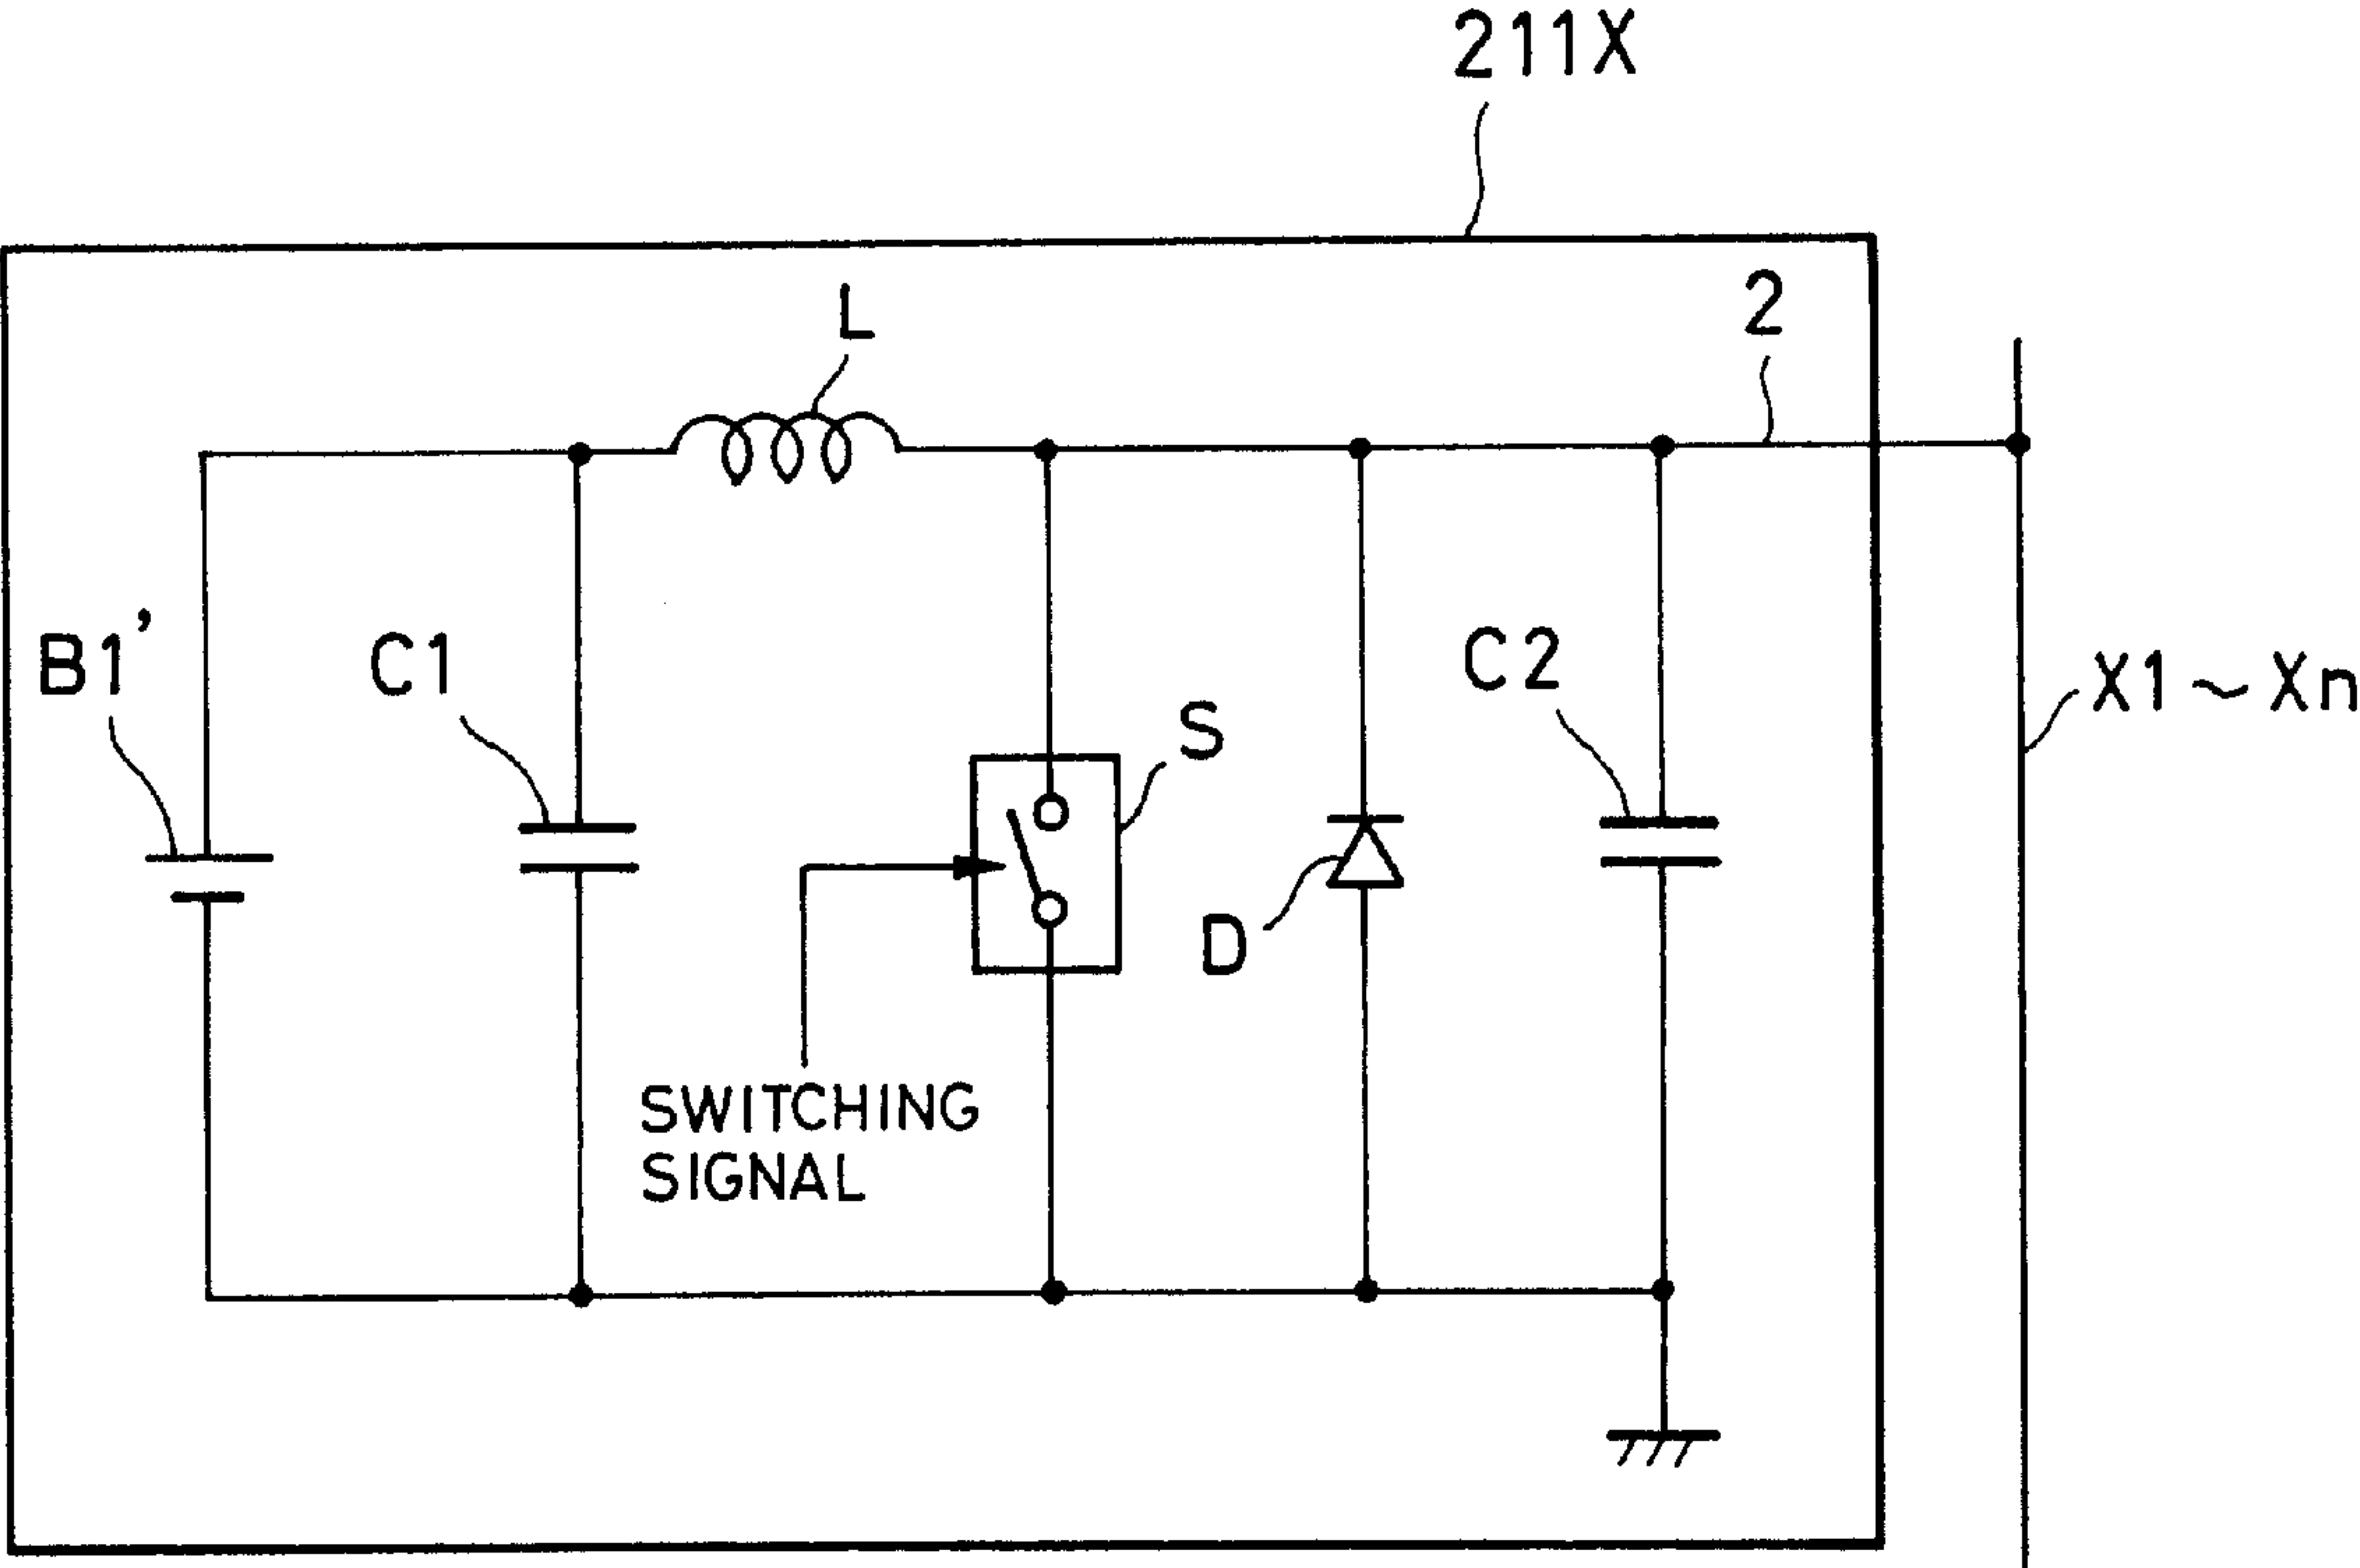 211X
L
2
B1’
C1
C2
X1～Xn
S
D
SWITCHING
SIGNAL